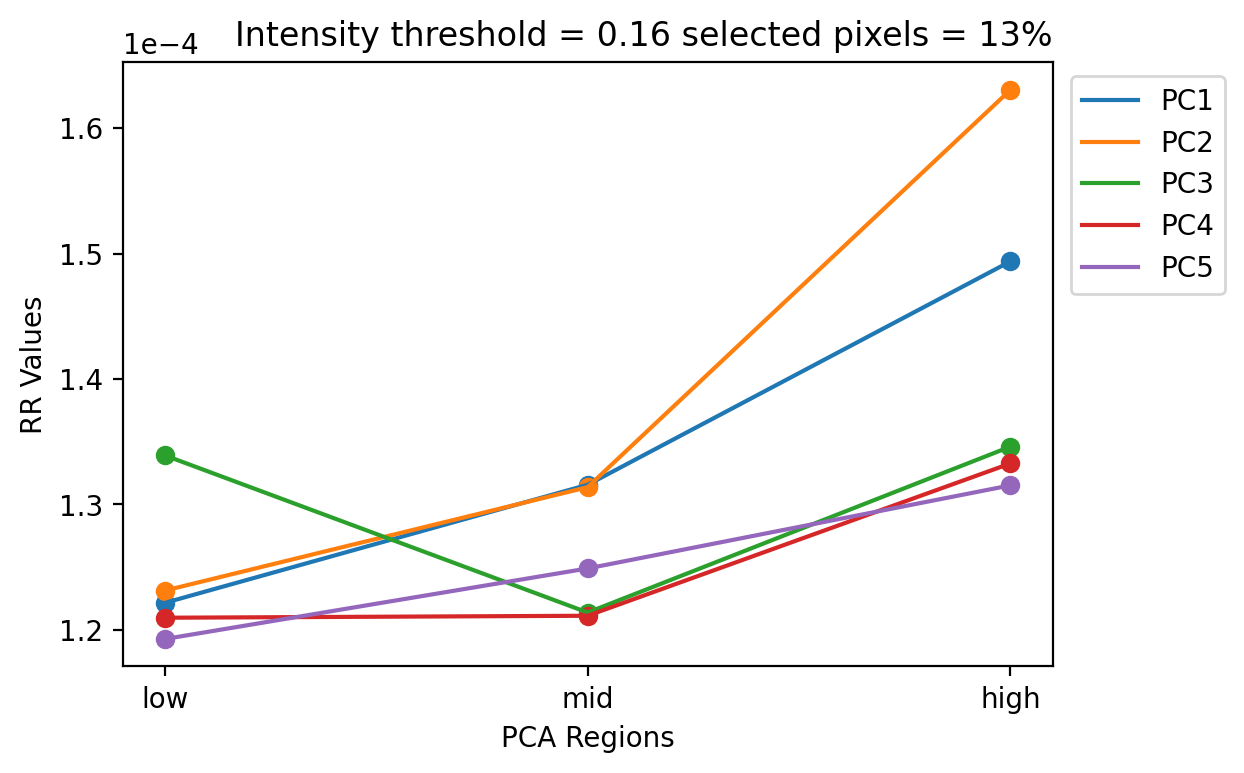 1e−4
Intensity threshold = 0.16 selected pixels = 13%
1.6
1.5
1.4
1.3
1.2
RR Values
low
mid
high
PCA Regions
PC1
PC2
PC3
PC4
PC5